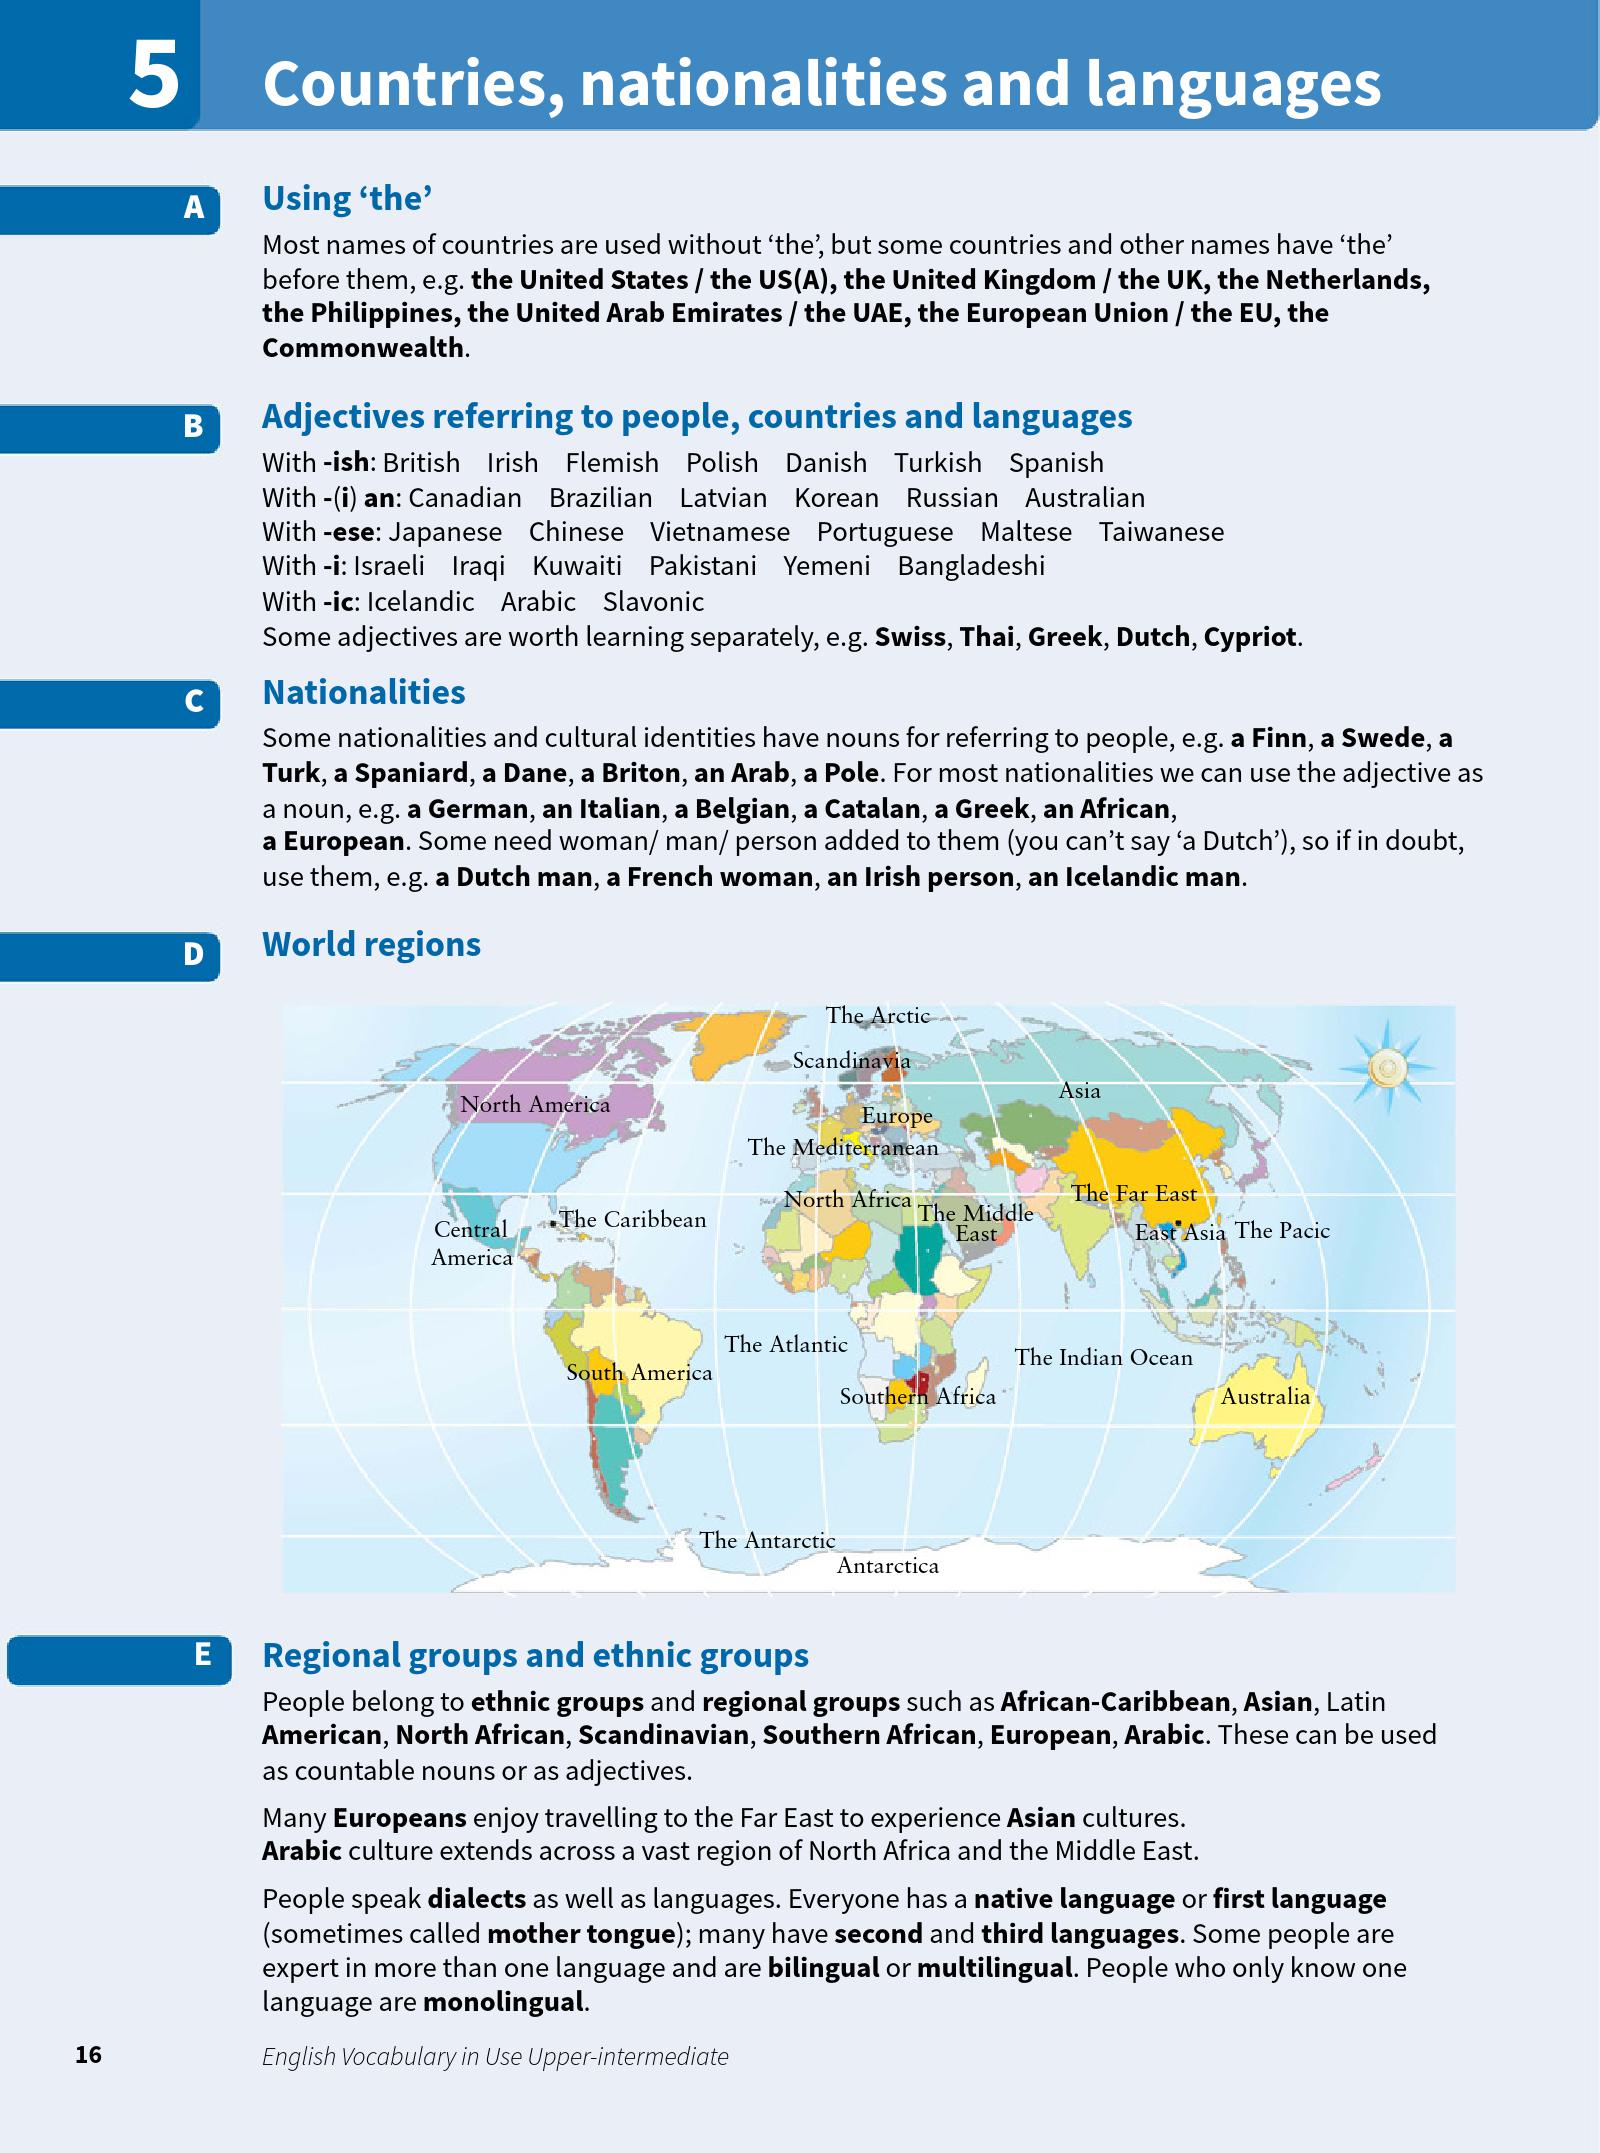 5
Countries, nationalities and languages
A
Using ‘the’
Most names of countries are used without ‘the’, but some countries and other names have ‘the’
before them, e.g. the United States / the US(A), the United Kingdom / the UK, the Netherlands,
the Philippines, the United Arab Emirates / the UAE, the European Union / the EU, the
Commonwealth.
B
Adjectives referring to people, countries and languages
With -ish: British Irish Flemish Polish Danish Turkish Spanish
With -(i) an: Canadian Brazilian Latvian Korean Russian Australian
With -ese: Japanese Chinese Vietnamese Portuguese Maltese Taiwanese
With -i: Israeli Iraqi Kuwaiti Pakistani Yemeni Bangladeshi
With -ic: Icelandic Arabic Slavonic
Some adjectives are worth learning separately, e.g. Swiss, Thai, Greek, Dutch, Cypriot.
C
Nationalities
Some nationalities and cultural identities have nouns for referring to people, e.g. a Finn, a Swede, a
Turk, a Spaniard, a Dane, a Briton, an Arab, a Pole. For most nationalities we can use the adjective as
a noun, e.g. a German, an Italian, a Belgian, a Catalan, a Greek, an African,
a European. Some need woman/ man/ person added to them (you can’t say ‘a Dutch’), so if in doubt,
use them, e.g. a Dutch man, a French woman, an Irish person, an Icelandic man.
D
World regions
The Arctic
Scandinavia
Asia
North America
Europe
The Mediterranean
The Far East
North Africa
The Middle
East
The Caribbean
Central
America
East Asia
The Pacic
The Atlantic
The Indian Ocean
South America
Southern Africa
Australia
The Antarctic
Antarctica
E
Regional groups and ethnic groups
People belong to ethnic groups and regional groups such as African-Caribbean, Asian, Latin
American, North African, Scandinavian, Southern African, European, Arabic. These can be used
as countable nouns or as adjectives.
Many Europeans enjoy travelling to the Far East to experience Asian cultures.
Arabic culture extends across a vast region of North Africa and the Middle East.
People speak dialects as well as languages. Everyone has a native language or first language
(sometimes called mother tongue); many have second and third languages. Some people are
expert in more than one language and are bilingual or multilingual. People who only know one
language are monolingual.
16
English Vocabulary in Use Upper-intermediate